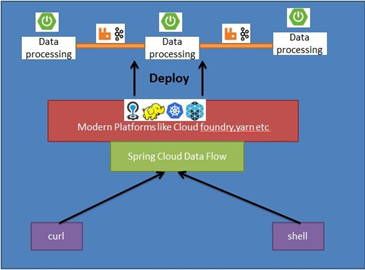 Data
processing
Data
processing
Data
processing
Deploy
Modern Platforms like Cloud foundry,yarn etc
Spring Cloud Data Flow
curl
shell